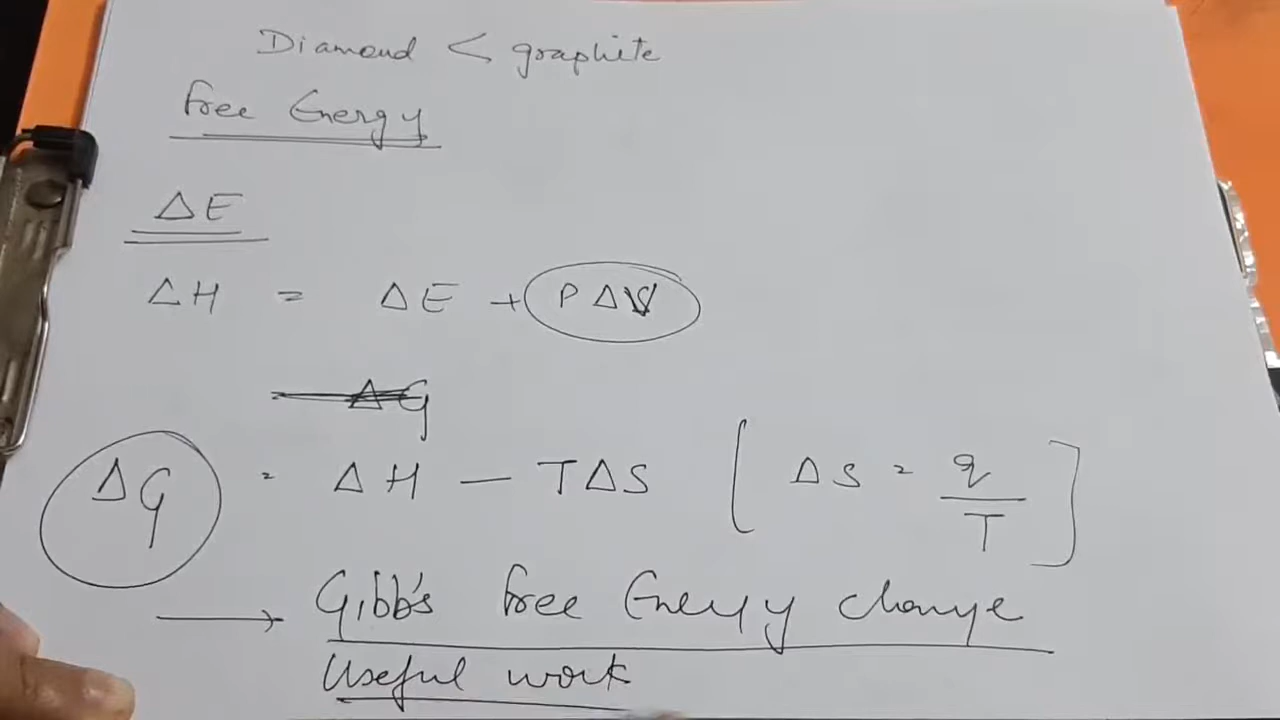 Diamond < graphite
Free Energy
ΔE
ΔH = ΔE + PΔV
ΔG
ΔG = ΔH — TΔS [ ΔS = q/T ]
→ Gibb's free Energy change
Useful work